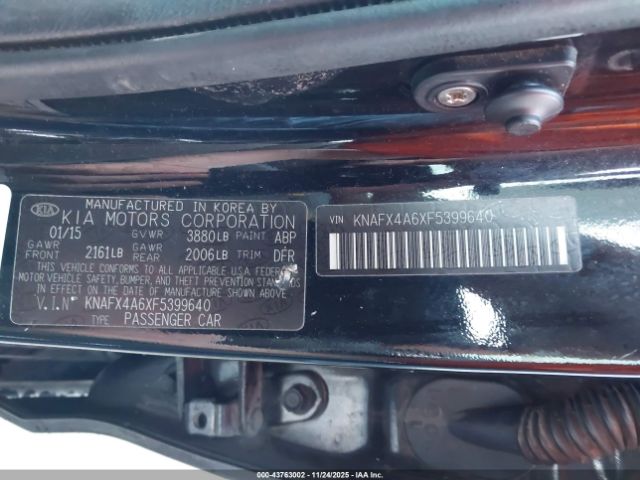 MANUFACTURED IN KOREA BY
KIA KIA MOTORS CORPORATION
01/15 GVWR 3880LB PAINT ABP
GAWR FRONT 2161LB GAWR REAR 2006LB TRIM DFR
THIS VEHICLE CONFORMS TO ALL APPLICABLE U.S.A FEDERAL
MOTOR VEHICLE SAFETY, BUMPER, AND THEFT PREVENTION STANDARDS
IN EFFECT ON THE DATE OF MANUFACTURE SHOWN ABOVE
V.I.N KNAFX4A6XF5399640
TYPE PASSENGER CAR
VIN KNAFX4A6XF5399640
000-43763002 - 11/24/2025 - IAA Inc.